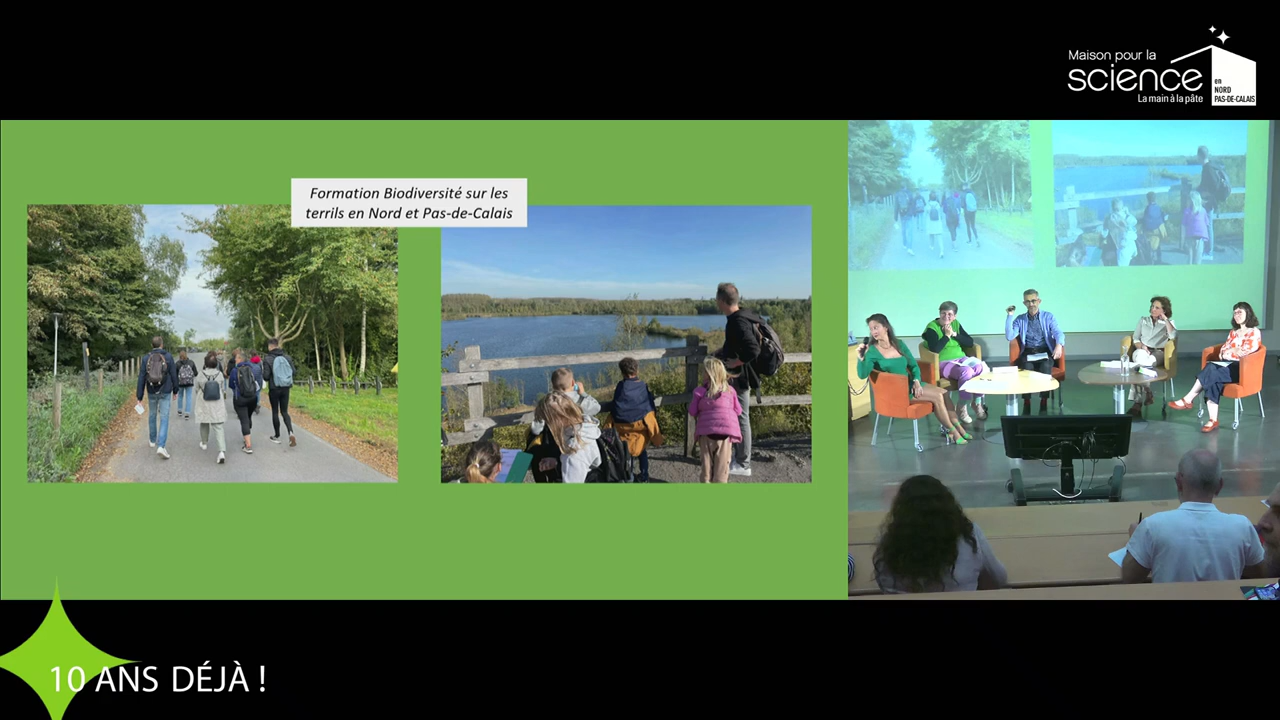 Maison pour la
science
La main à la pâte
en
NORD
PAS-DE-CALAIS
Formation Biodiversité sur les
terrils en Nord et Pas-de-Calais
10 ANS DÉJÀ !